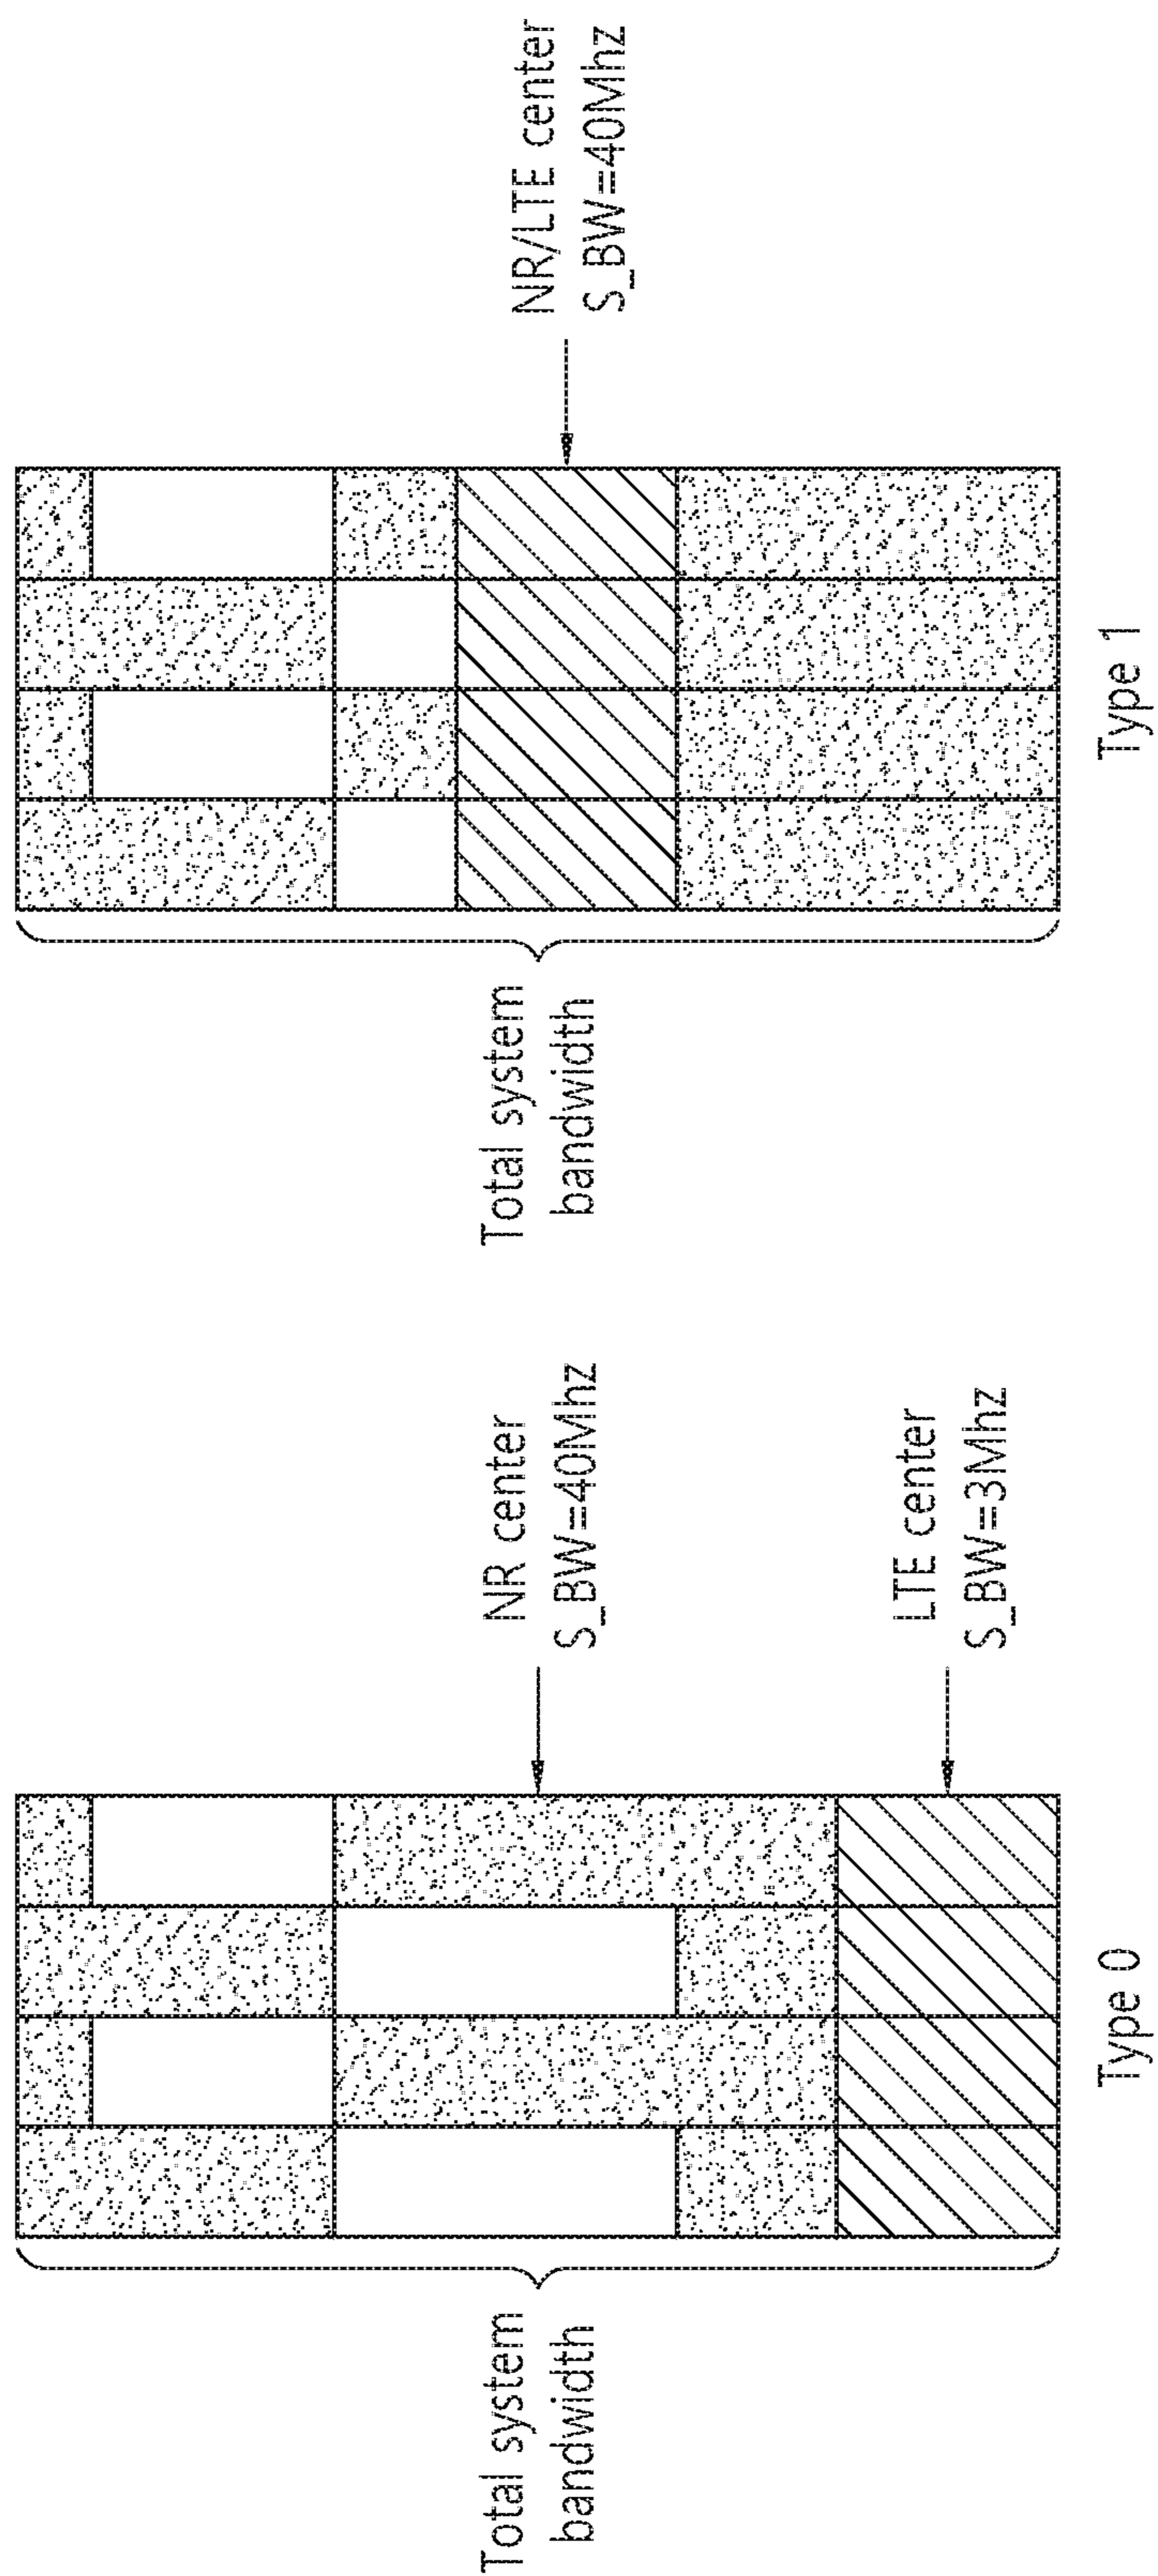 Total system
bandwidth
NR center
S_BW=40Mhz
LTE center
S_BW=3Mhz
Type 0
Total system
bandwidth
NR/LTE center
S_BW=40Mhz
Type 1